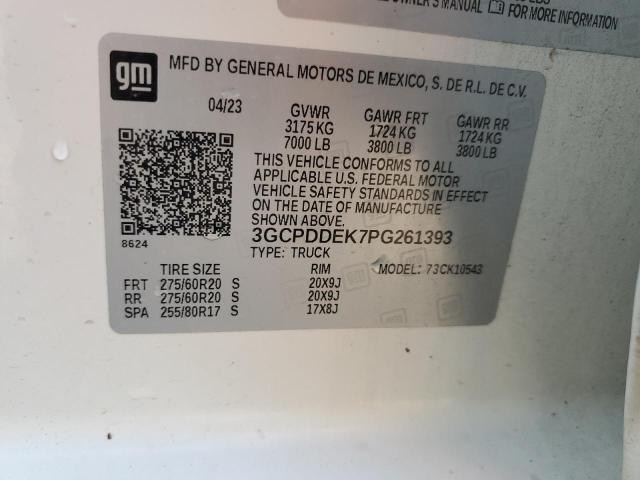 OWNER'S MANUAL FOR MORE INFORMATION
gm
MFD BY GENERAL MOTORS DE MEXICO, S. DE R.L. DE C.V.
04/23 GVWR GAWR FRT GAWR RR
3175 KG 1724 KG 1724 KG
7000 LB 3800 LB 3800 LB
THIS VEHICLE CONFORMS TO ALL
APPLICABLE U.S. FEDERAL MOTOR
VEHICLE SAFETY STANDARDS IN EFFECT
ON THE DATE OF MANUFACTURE
SHOWN ABOVE.
8624 3GCPDDEK7PG261393
TYPE: TRUCK
TIRE SIZE RIM MODEL: 73CK10543
FRT 275/60R20 S 20X9J
RR 275/60R20 S 20X9J
SPA 255/80R17 S 17X8J